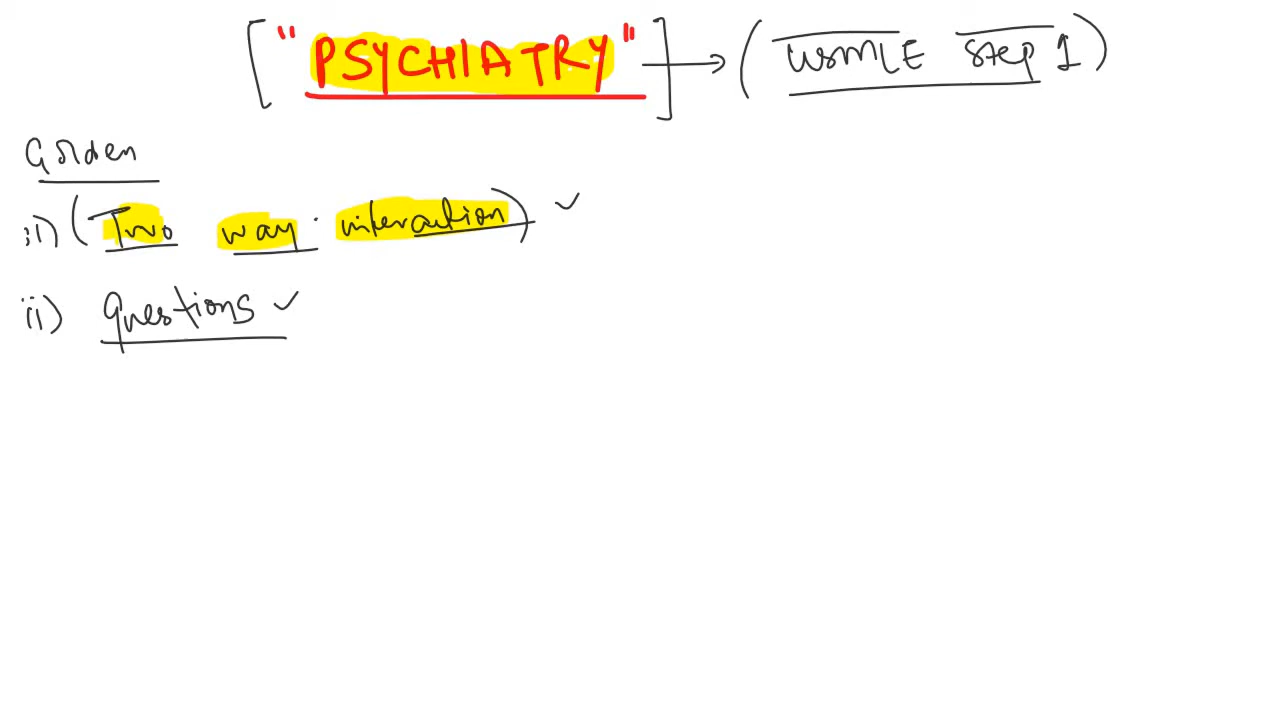 ["PSYCHIATRY"] → (USMLE Step 1)
Golden
i) (Two way interaction) ✓
ii) Questions ✓